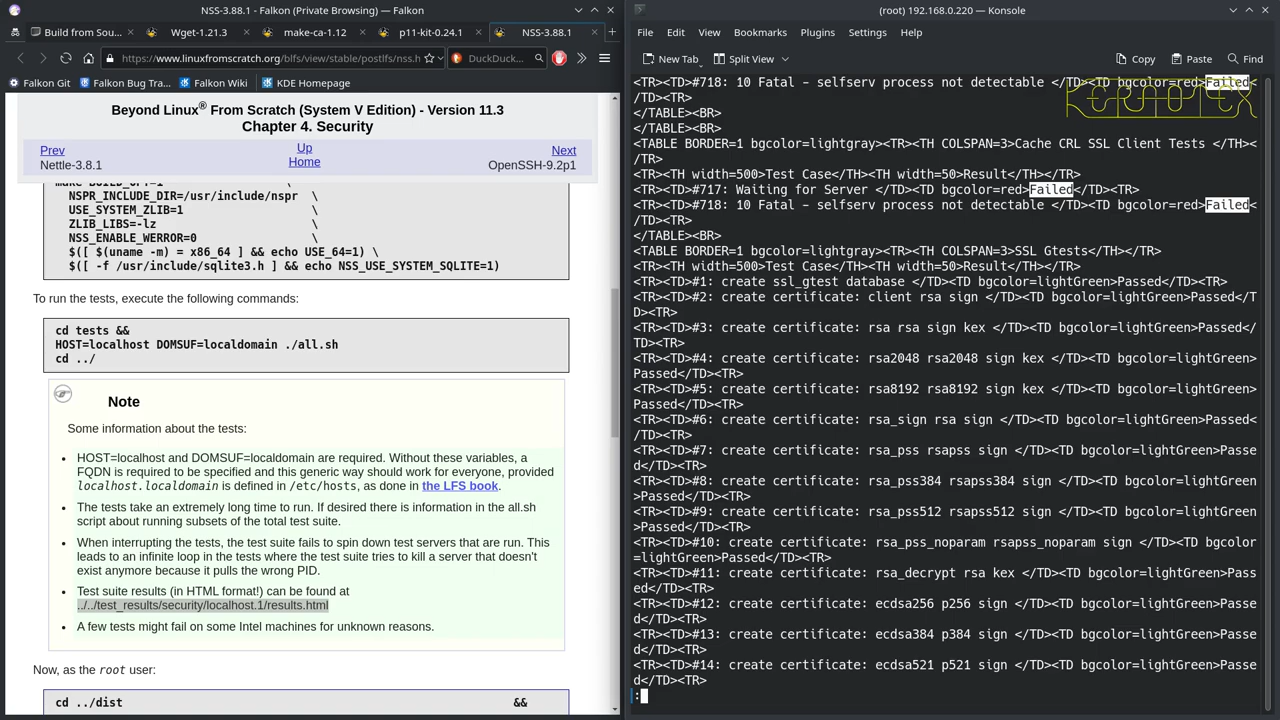 NSS-3.88.1 - Falkon (Private Browsing) — Falkon
Build from Sou...
Wget-1.21.3
make-ca-1.12
p11-kit-0.24.1
NSS-3.88.1
https://www.linuxfromscratch.org/blfs/view/stable/postlfs/nss.h
DuckDuck...
Falkon Git
Falkon Bug Tra...
Falkon Wiki
KDE Homepage
Beyond Linux® From Scratch (System V Edition) - Version 11.3
Chapter 4. Security
Prev
Up
Next
Nettle-3.8.1
Home
OpenSSH-9.2p1
make BUILD_OPT=1 \
NSPR_INCLUDE_DIR=/usr/include/nspr \
USE_SYSTEM_ZLIB=1 \
ZLIB_LIBS=-lz \
NSS_ENABLE_WERROR=0 \
$([ $(uname -m) = x86_64 ] && echo USE_64=1) \
$([ -f /usr/include/sqlite3.h ] && echo NSS_USE_SYSTEM_SQLITE=1)
To run the tests, execute the following commands:
cd tests &&
HOST=localhost DOMSUF=localdomain ./all.sh
cd ../
Note
Some information about the tests:
• HOST=localhost and DOMSUF=localdomain are required. Without these variables, a
FQDN is required to be specified and this generic way should work for everyone, provided
localhost.localdomain is defined in /etc/hosts, as done in the LFS book.
• The tests take an extremely long time to run. If desired there is information in the all.sh
script about running subsets of the total test suite.
• When interrupting the tests, the test suite fails to spin down test servers that are run. This
leads to an infinite loop in the tests where the test suite tries to kill a server that doesn't
exist anymore because it pulls the wrong PID.
• Test suite results (in HTML format!) can be found at
../../test_results/security/localhost.1/results.html
• A few tests might fail on some Intel machines for unknown reasons.
Now, as the root user:
cd ../dist &&
(root) 192.168.0.220 — Konsole
File Edit View Bookmarks Plugins Settings Help
New Tab
Split View
Copy
Paste
Find
<TR><TD>#718: 10 Fatal - selfserv process not detectable </TD><TD bgcolor=red>Failed<
/TD><TR>
</TABLE><BR>
</TABLE><BR>
<TABLE BORDER=1 bgcolor=lightgray><TR><TH COLSPAN=3>Cache CRL SSL Client Tests </TH><
/TR>
<TR><TH width=500>Test Case</TH><TH width=50>Result</TH></TR>
<TR><TD>#717: Waiting for Server </TD><TD bgcolor=red>Failed</TD><TR>
<TR><TD>#718: 10 Fatal - selfserv process not detectable </TD><TD bgcolor=red>Failed<
/TD><TR>
</TABLE><BR>
<TABLE BORDER=1 bgcolor=lightgray><TR><TH COLSPAN=3>SSL Gtests</TH></TR>
<TR><TH width=500>Test Case</TH><TH width=50>Result</TH></TR>
<TR><TD>#1: create ssl_gtest database </TD><TD bgcolor=lightGreen>Passed</TD><TR>
<TR><TD>#2: create certificate: client rsa sign </TD><TD bgcolor=lightGreen>Passed</T
D><TR>
<TR><TD>#3: create certificate: rsa rsa sign kex </TD><TD bgcolor=lightGreen>Passed</
TD><TR>
<TR><TD>#4: create certificate: rsa2048 rsa2048 sign kex </TD><TD bgcolor=lightGreen>
Passed</TD><TR>
<TR><TD>#5: create certificate: rsa8192 rsa8192 sign kex </TD><TD bgcolor=lightGreen>
Passed</TD><TR>
<TR><TD>#6: create certificate: rsa_sign rsa sign </TD><TD bgcolor=lightGreen>Passed<
/TD><TR>
<TR><TD>#7: create certificate: rsa_pss rsapss sign </TD><TD bgcolor=lightGreen>Passe
d</TD><TR>
<TR><TD>#8: create certificate: rsa_pss384 rsapss384 sign </TD><TD bgcolor=lightGreen
>Passed</TD><TR>
<TR><TD>#9: create certificate: rsa_pss512 rsapss512 sign </TD><TD bgcolor=lightGreen
>Passed</TD><TR>
<TR><TD>#10: create certificate: rsa_pss_noparam rsapss_noparam sign </TD><TD bgcolor
=lightGreen>Passed</TD><TR>
<TR><TD>#11: create certificate: rsa_decrypt rsa kex </TD><TD bgcolor=lightGreen>Pass
ed</TD><TR>
<TR><TD>#12: create certificate: ecdsa256 p256 sign </TD><TD bgcolor=lightGreen>Passe
d</TD><TR>
<TR><TD>#13: create certificate: ecdsa384 p384 sign </TD><TD bgcolor=lightGreen>Passe
d</TD><TR>
<TR><TD>#14: create certificate: ecdsa521 p521 sign </TD><TD bgcolor=lightGreen>Passe
d</TD><TR>
: